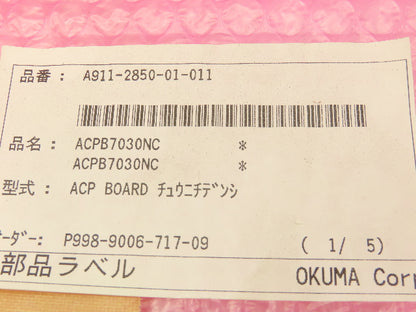 品番 : A911-2850-01-011
品名 : ACPB7030NC *
ACPB7030NC *
型式 : ACP BOARD チュウニチデンシ
ーダー: P998-9006-717-09 ( 1/ 5)
部品ラベル OKUMA Corp